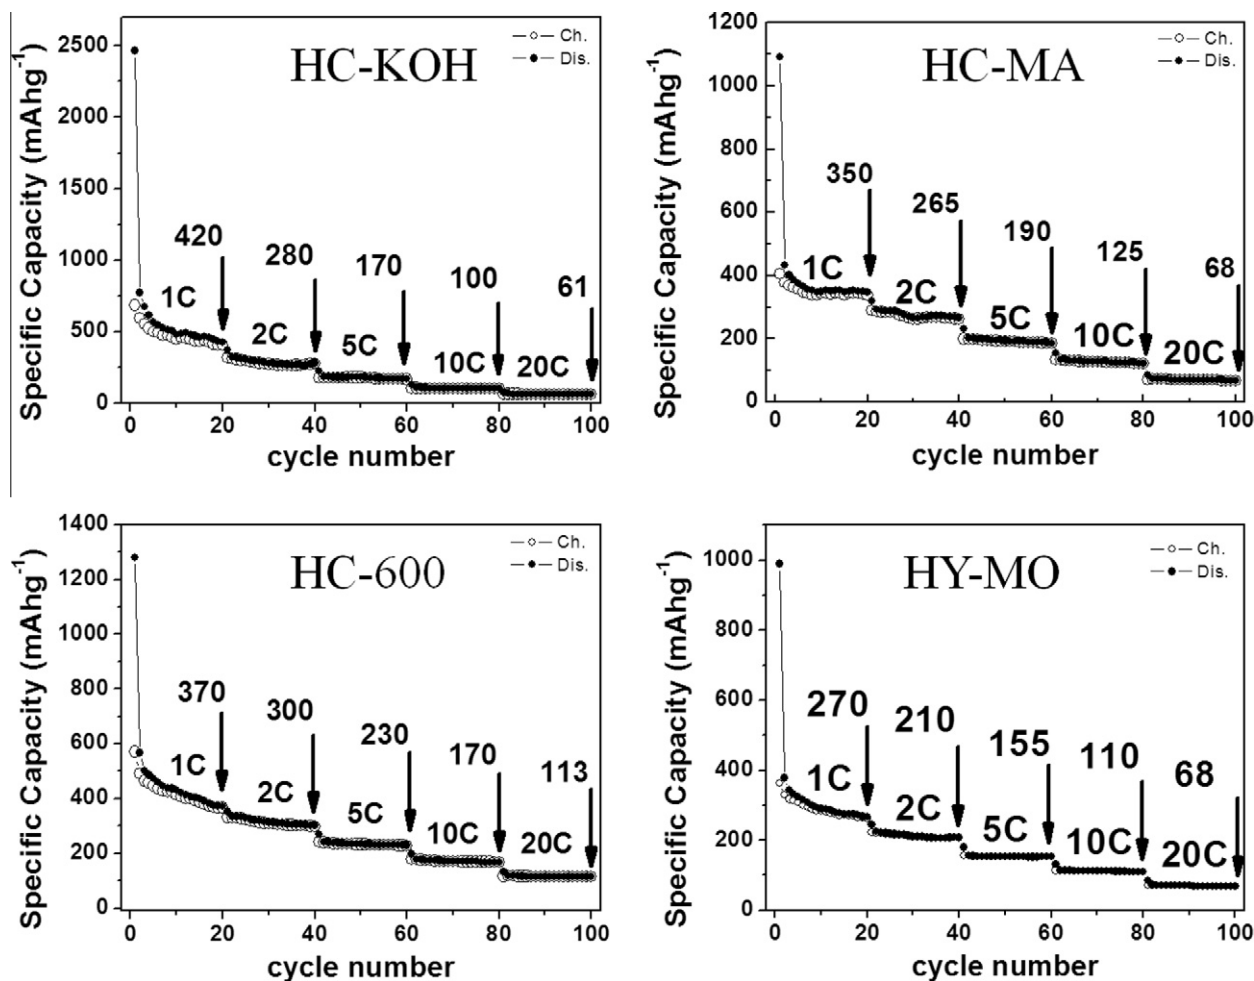 HC-KOH
Ch.
Dis.
Specific Capacity (mAhg⁻¹)
2500
2000
1500
1000
500
0
420
280
170
100
61
1C
2C
5C
10C
20C
0 20 40 60 80 100
cycle number
HC-MA
Ch.
Dis.
Specific Capacity (mAhg⁻¹)
1200
1000
800
600
400
200
0
350
265
190
125
68
1C
2C
5C
10C
20C
0 20 40 60 80 100
cycle number
HC-600
Ch.
Dis.
Specific Capacity (mAhg⁻¹)
1400
1200
1000
800
600
400
200
0
370
300
230
170
113
1C
2C
5C
10C
20C
0 20 40 60 80 100
cycle number
HY-MO
Ch.
Dis.
Specific Capacity (mAhg⁻¹)
1000
800
600
400
200
0
270
210
155
110
68
1C
2C
5C
10C
20C
0 20 40 60 80 100
cycle number